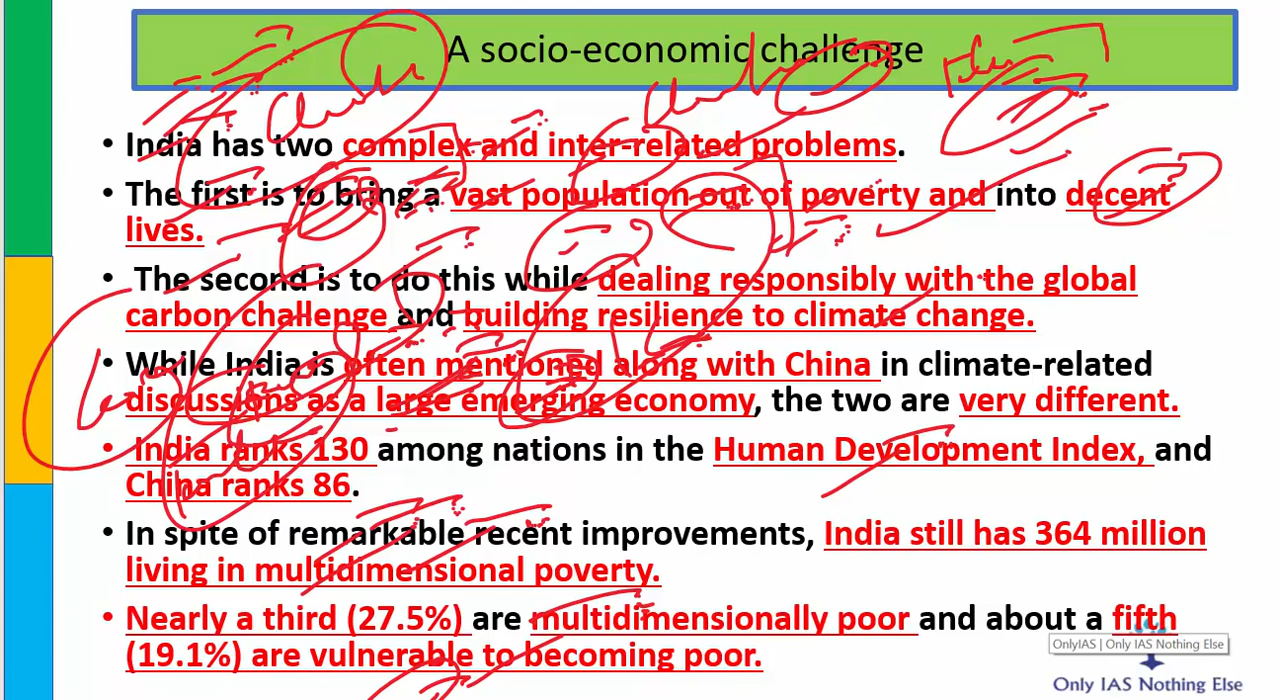 A socio-economic challenge
• India has two complex and inter-related problems.
• The first is to bring a vast population out of poverty and into decent
lives.
• The second is to do this while dealing responsibly with the global
carbon challenge and building resilience to climate change.
• While India is often mentioned along with China in climate-related
discussions as a large emerging economy, the two are very different.
• India ranks 130 among nations in the Human Development Index, and
China ranks 86.
• In spite of remarkable recent improvements, India still has 364 million
living in multidimensional poverty.
• Nearly a third (27.5%) are multidimensionally poor and about a fifth
(19.1%) are vulnerable to becoming poor.
OnlyIAS | Only IAS Nothing Else
Only IAS Nothing Else